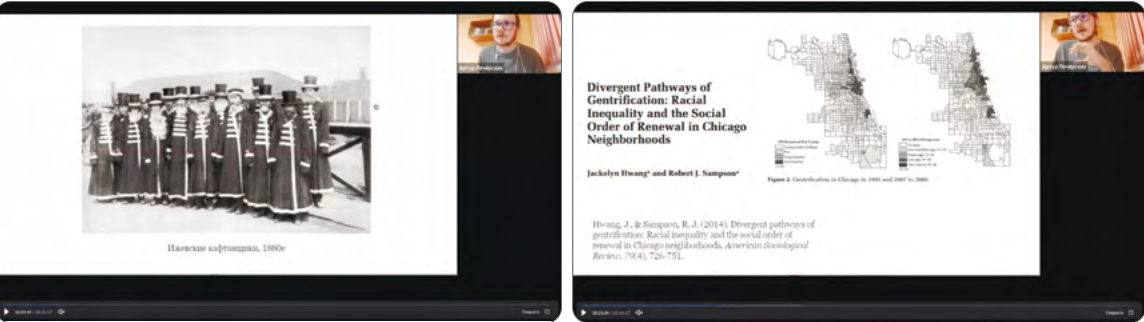 Ижевские кафтанщики, 1880е
Divergent Pathways of
Gentrification: Racial
Inequality and the Social
Order of Renewal in Chicago
Neighborhoods
Jackelyn Hwang* and Robert J. Sampson*
Figure 2. Gentrification in Chicago in 1995 and 2007 to 2009
Hwang, J., & Sampson, R. J. (2014). Divergent pathways of
gentrification: Racial inequality and the social order of
renewal in Chicago neighborhoods. American Sociological
Review, 79(4), 726-751.